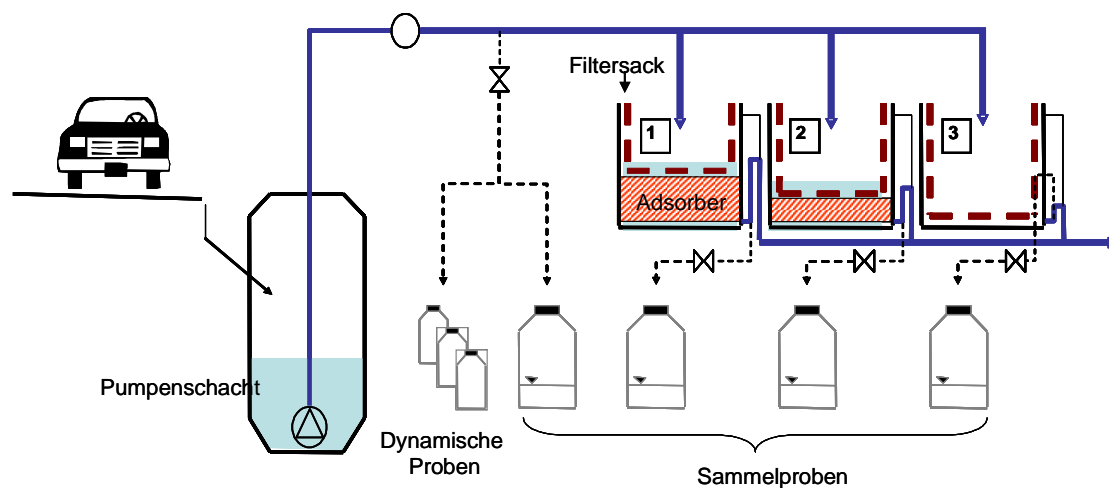 Filtersack
1
2
3
Adsorber
Pumpenschacht
Dynamische
Proben
Sammelproben